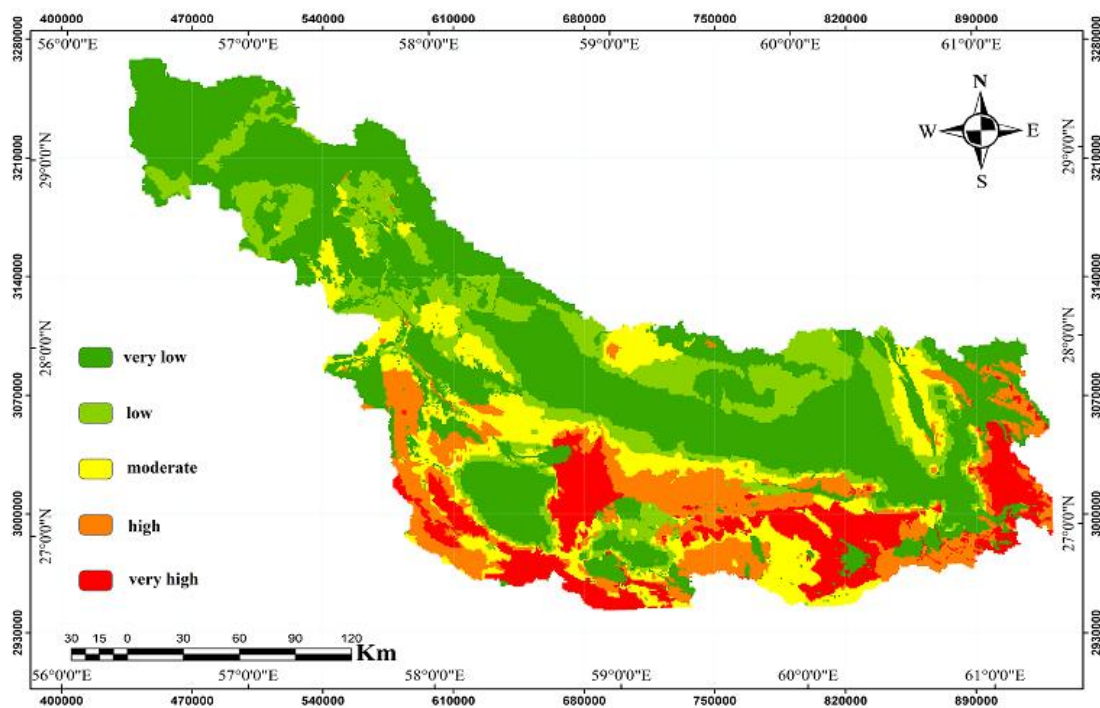 400000 470000 540000 610000 680000 750000 820000 890000
56°0'0"E 57°0'0"E 58°0'0"E 59°0'0"E 60°0'0"E 61°0'0"E
3280000 3280000
N
W E
S
3210000 29°0'0"N 29°0'0"N 3210000
3140000 3140000
28°0'0"N 28°0'0"N
very low
3070000 3070000
low
moderate
3000000 3000000
high
27°0'0"N 27°0'0"N
very high
2930000 2930000
30 15 0 30 60 90 120
Km
56°0'0"E 57°0'0"E 58°0'0"E 59°0'0"E 60°0'0"E 61°0'0"E
400000 470000 540000 610000 680000 750000 820000 890000